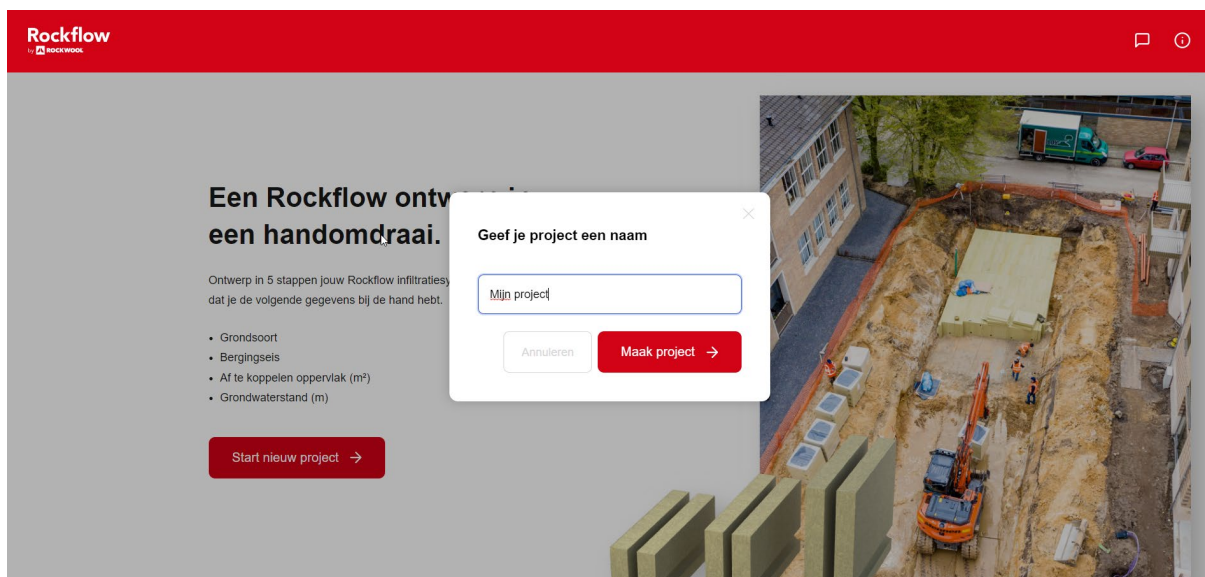 Rockflow
by ROCKWOOL
Een Rockflow ontw
een handomdraai.
Ontwerp in 5 stappen jouw Rockflow infiltratiesy
dat je de volgende gegevens bij de hand hebt.
• Grondsoort
• Bergingseis
• Af te koppelen oppervlak (m²)
• Grondwaterstand (m)
Start nieuw project
Geef je project een naam
Mijn project
Annuleren
Maak project